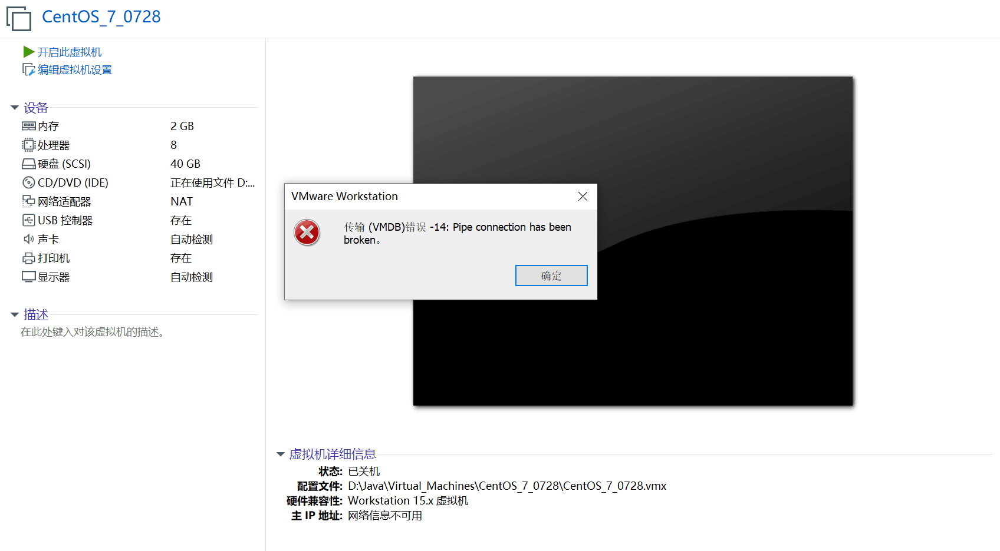 CentOS_7_0728
开启此虚拟机
编辑虚拟机设置
设备
内存 2 GB
处理器 8
硬盘 (SCSI) 40 GB
CD/DVD (IDE) 正在使用文件 D:...
网络适配器 NAT
USB 控制器 存在
声卡 自动检测
打印机 存在
显示器 自动检测
描述
在此处键入对该虚拟机的描述。
VMware Workstation
传输 (VMDB)错误 -14: Pipe connection has been
broken。
确定
虚拟机详细信息
状态: 已关机
配置文件: D:\Java\Virtual_Machines\CentOS_7_0728\CentOS_7_0728.vmx
硬件兼容性: Workstation 15.x 虚拟机
主 IP 地址: 网络信息不可用